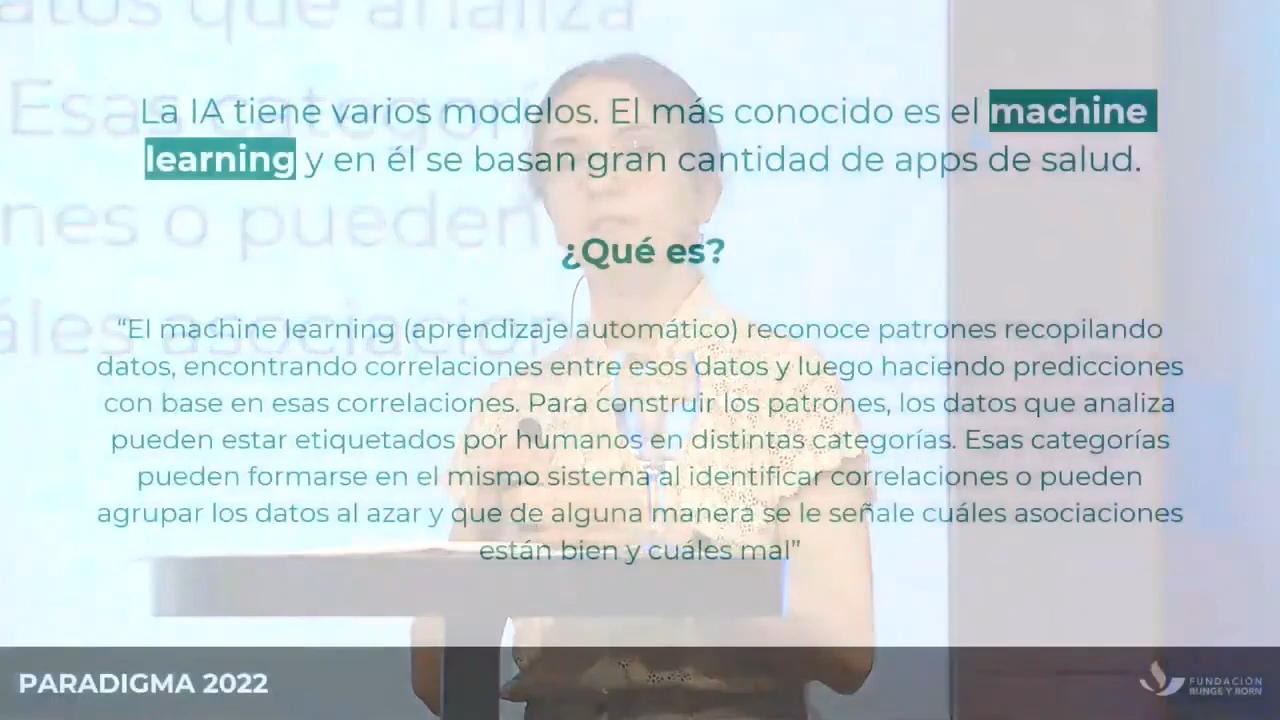 La IA tiene varios modelos. El más conocido es el machine
learning y en él se basan gran cantidad de apps de salud.
¿Qué es?
“El machine learning (aprendizaje automático) reconoce patrones recopilando
datos, encontrando correlaciones entre esos datos y luego haciendo predicciones
con base en esas correlaciones. Para construir los patrones, los datos que analiza
pueden estar etiquetados por humanos en distintas categorías. Esas categorías
pueden formarse en el mismo sistema al identificar correlaciones o pueden
agrupar los datos al azar y que de alguna manera se le señale cuáles asociaciones
están bien y cuáles mal”
que analiza
Esas
nes o pueden
PARADIGMA 2022
FUNDACIÓN
BUNGE Y BORN